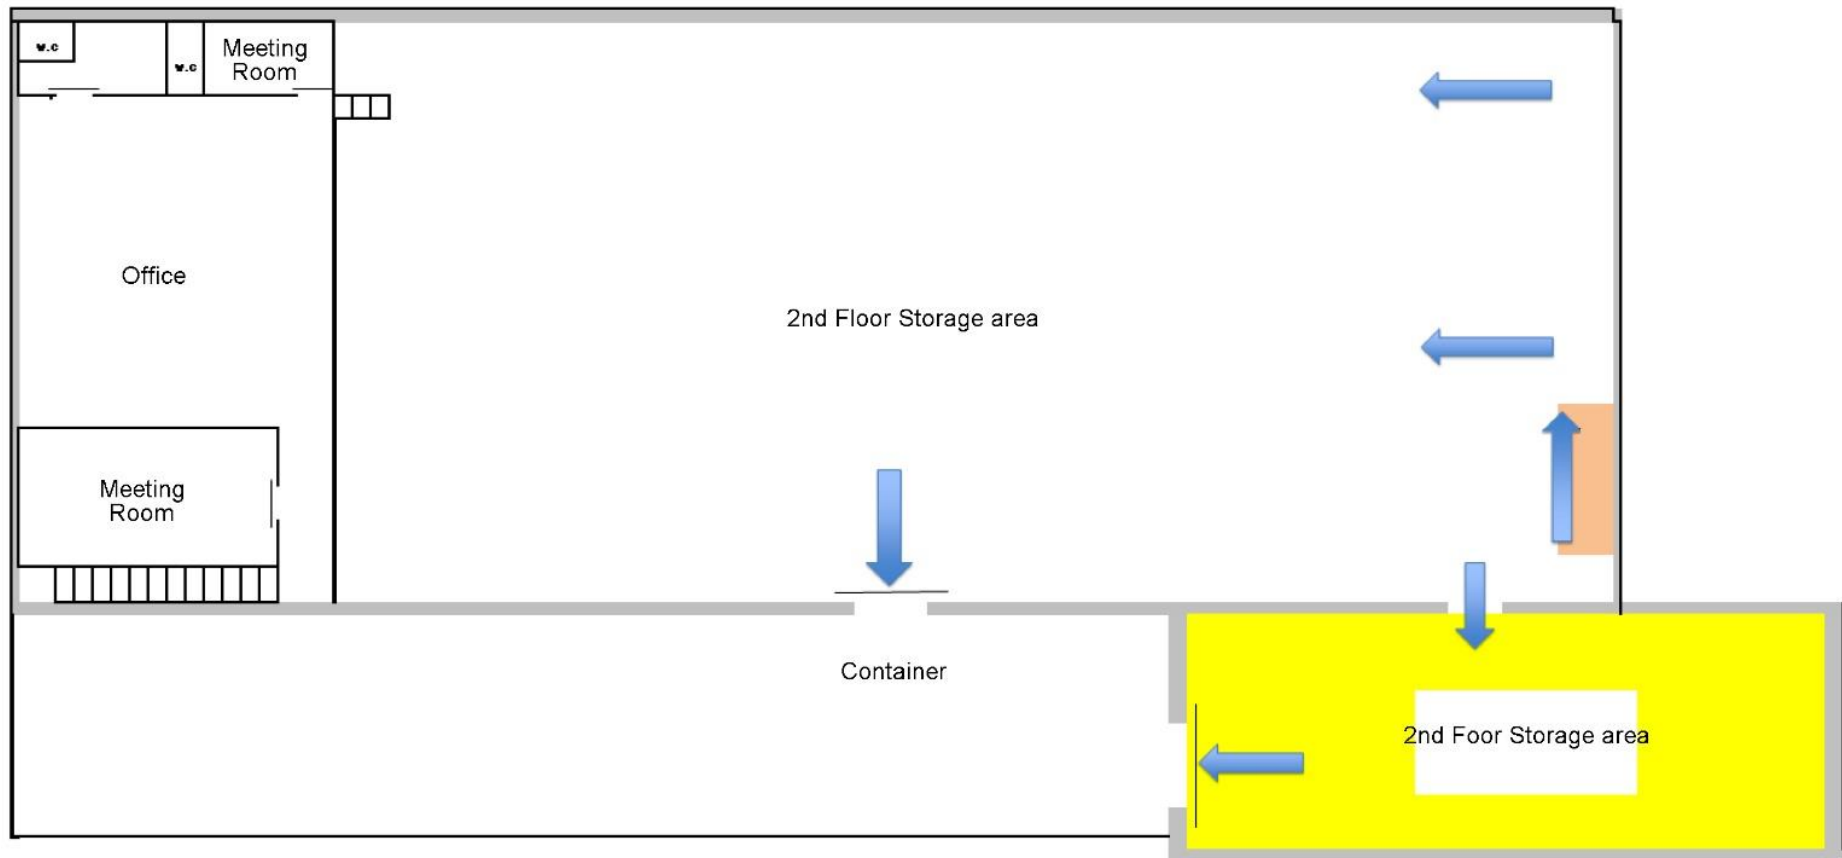 w.c
w.c
Meeting
Room
Office
2nd Floor Storage area
Meeting
Room
Container
2nd Foor Storage area